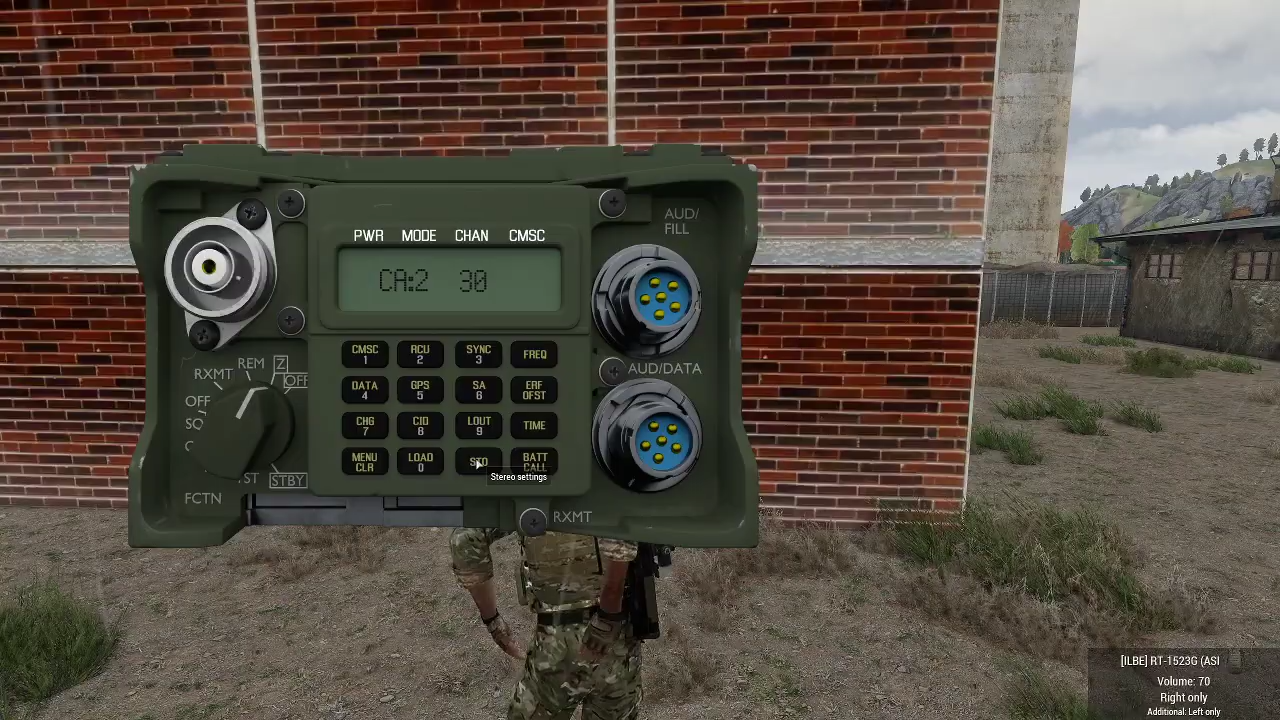 AUD/
FILL
PWR MODE CHAN CMSC
CA:2 30
CMSC
1
RCU
2
SYNC
3
FREQ
DATA
4
GPS
5
SA
6
ERF
OFST
CHG
7
CID
8
LOUT
9
TIME
MENU
CLR
LOAD
0
STO
BATT
CALL
Stereo settings
AUD/DATA
REM
Z
RXMT
OFF
OFF
SQ
STBY
FCTN
RXMT
[ILBE] RT-1523G (ASI
Volume: 70
Right only
Additional: Left only